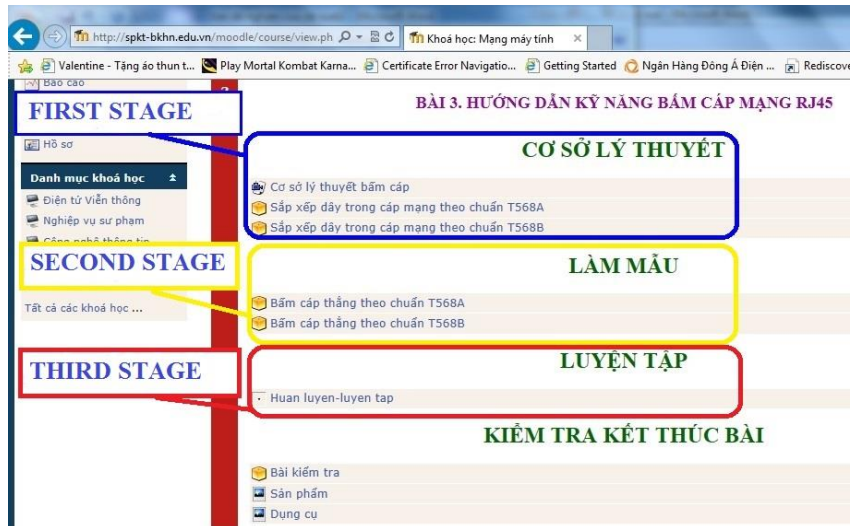 http://spkt-bkhn.edu.vn/moodle/course/view.ph
Khoá học: Mạng máy tính
Valentine - Tặng áo thun t...
Play Mortal Kombat Karna...
Certificate Error Navigatio...
Getting Started
Ngân Hàng Đông Á Điện ...
Rediscove
Báo cáo
FIRST STAGE
Hồ sơ
Danh mục khoá học
Điện tử Viễn thông
Nghiệp vụ sư phạm
Công nghệ thông tin
SECOND STAGE
Tất cả các khoá học ...
THIRD STAGE
BÀI 3. HƯỚNG DẪN KỸ NĂNG BẤM CÁP MẠNG RJ45
CƠ SỞ LÝ THUYẾT
Cơ sở lý thuyết bấm cáp
Sắp xếp dây trong cáp mạng theo chuẩn T568A
Sắp xếp dây trong cáp mạng theo chuẩn T568B
LÀM MẪU
Bấm cáp thẳng theo chuẩn T568A
Bấm cáp thẳng theo chuẩn T568B
LUYỆN TẬP
Huan luyen-luyen tap
KIỂM TRA KẾT THÚC BÀI
Bài kiểm tra
Sản phẩm
Dụng cụ